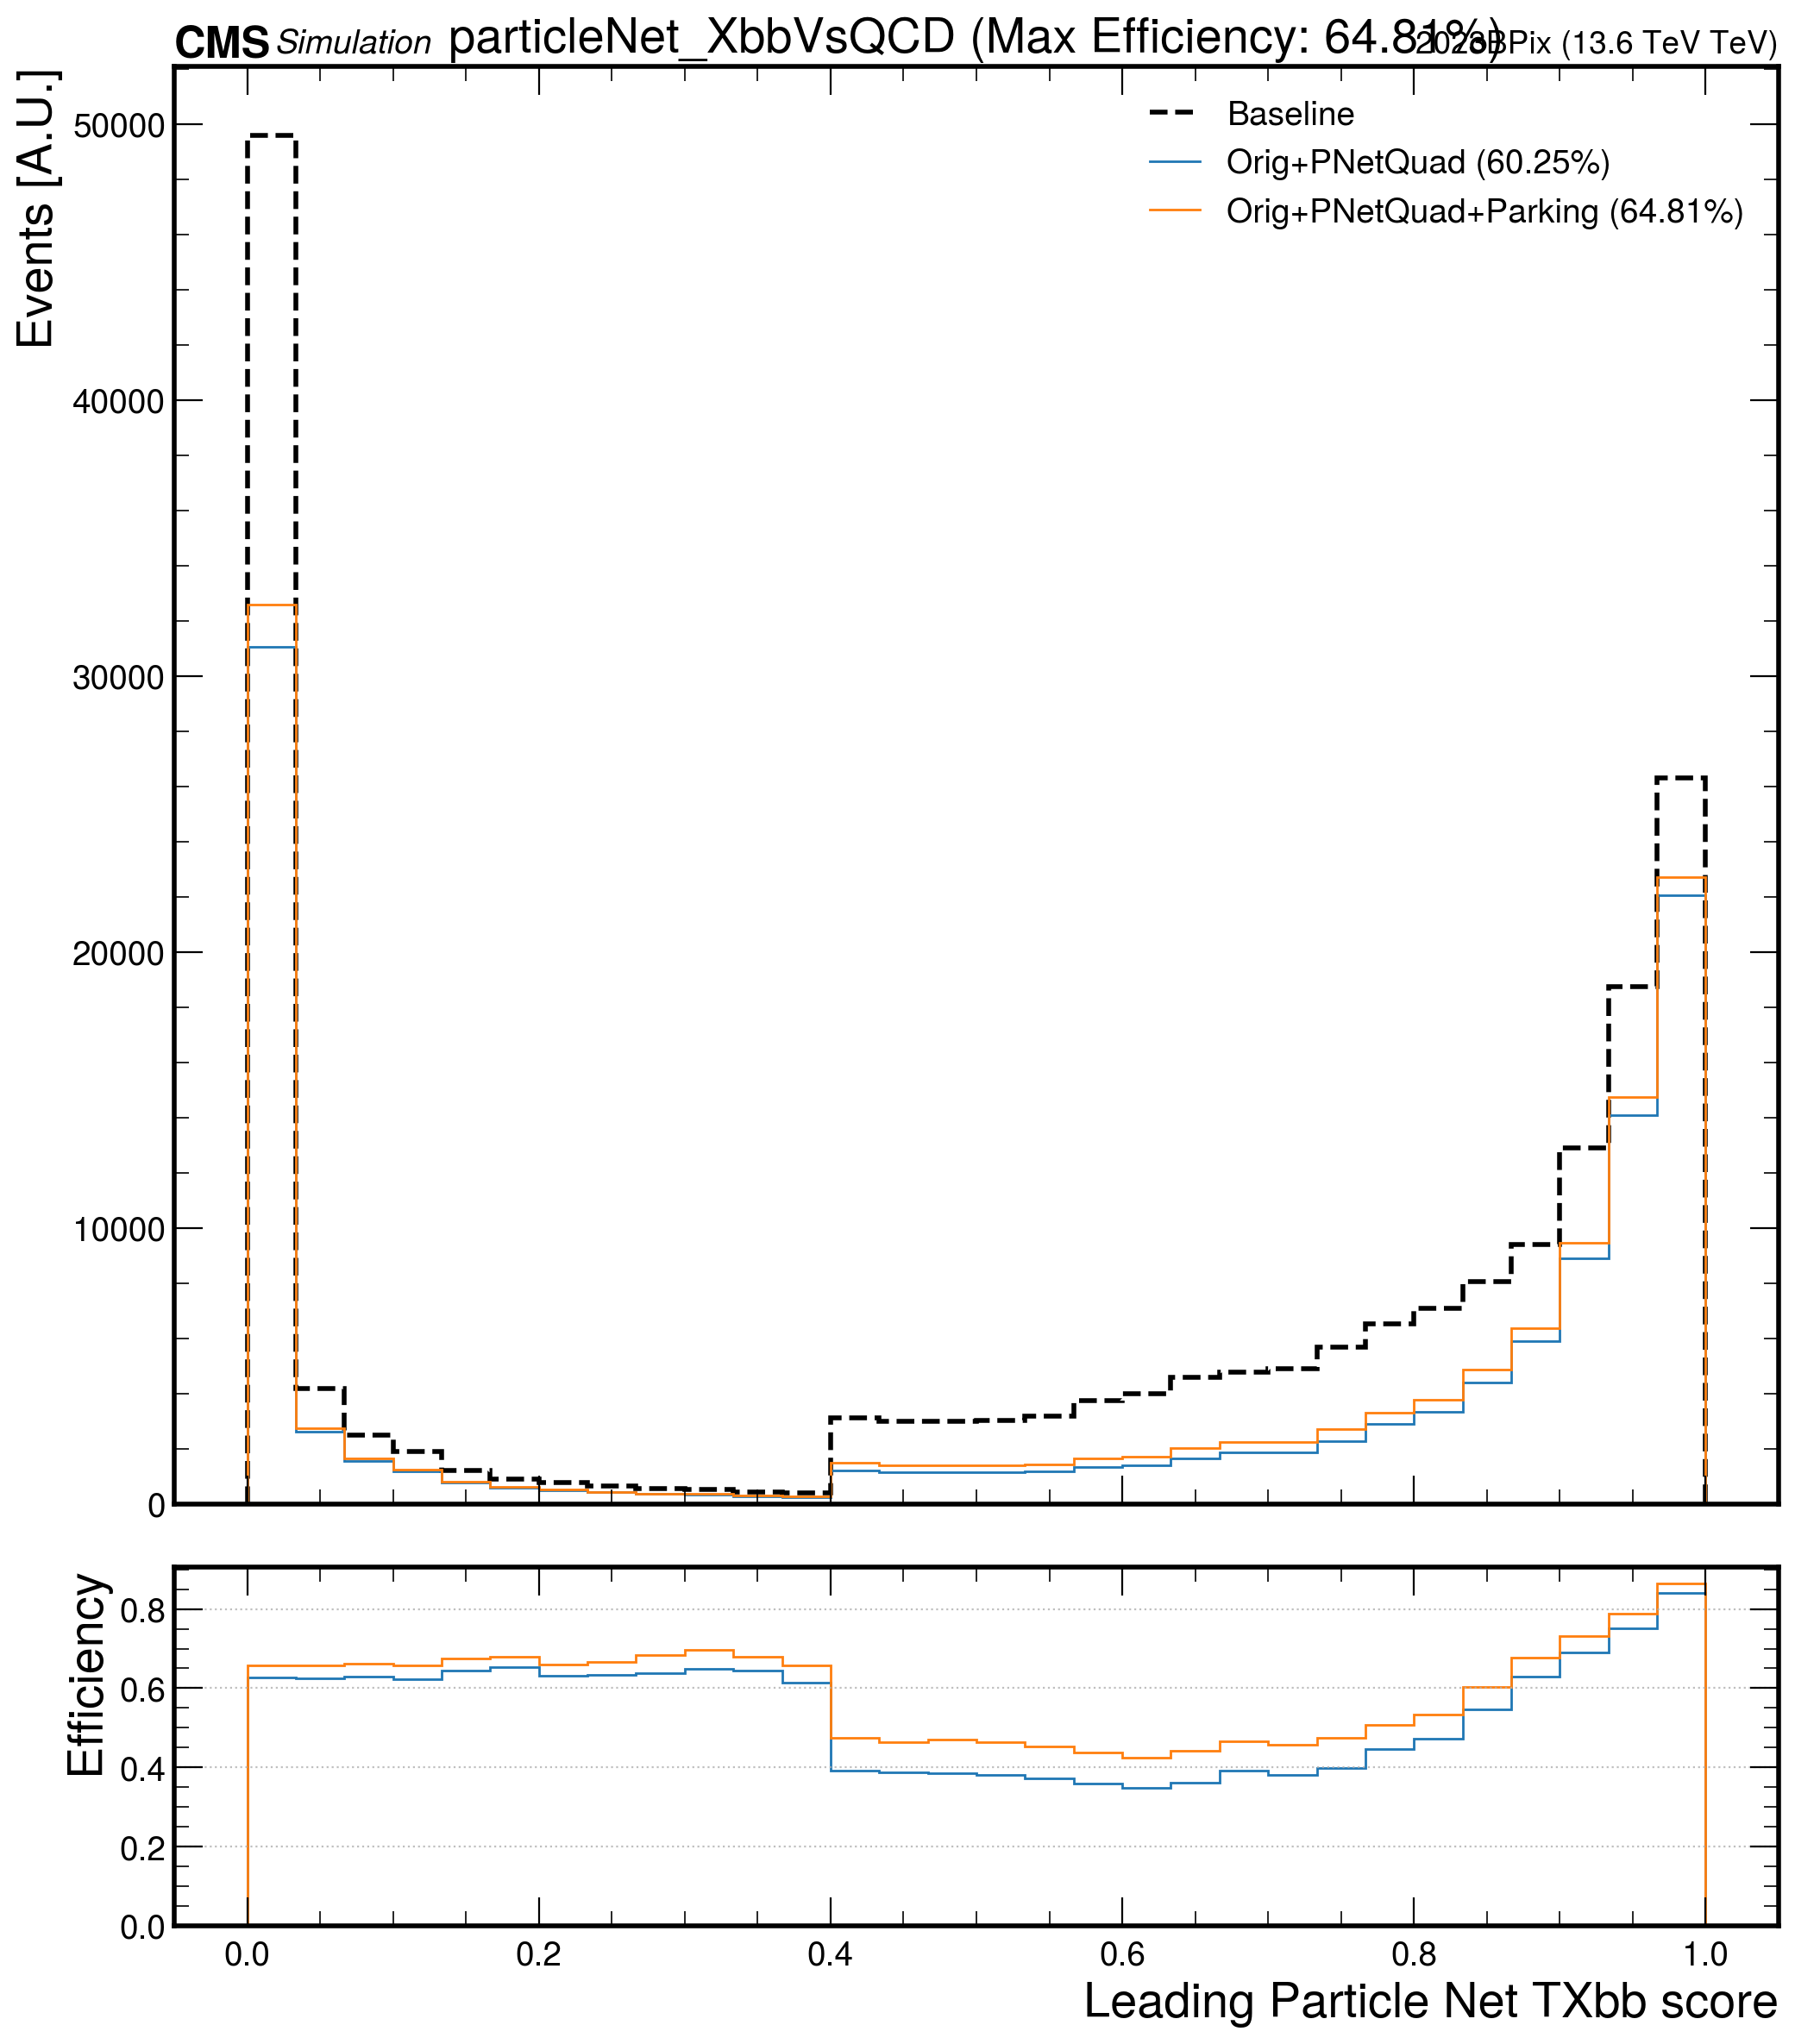 CMS Simulation particleNet_XbbVsQCD (Max Efficiency: 64.81%) 2023BPix (13.6 TeV TeV)
Events [A.U.]
50000
40000
30000
20000
10000
0
Baseline
Orig+PNetQuad (60.25%)
Orig+PNetQuad+Parking (64.81%)
Efficiency
0.8
0.6
0.4
0.2
0.0
0.0 0.2 0.4 0.6 0.8 1.0
Leading Particle Net TXbb score